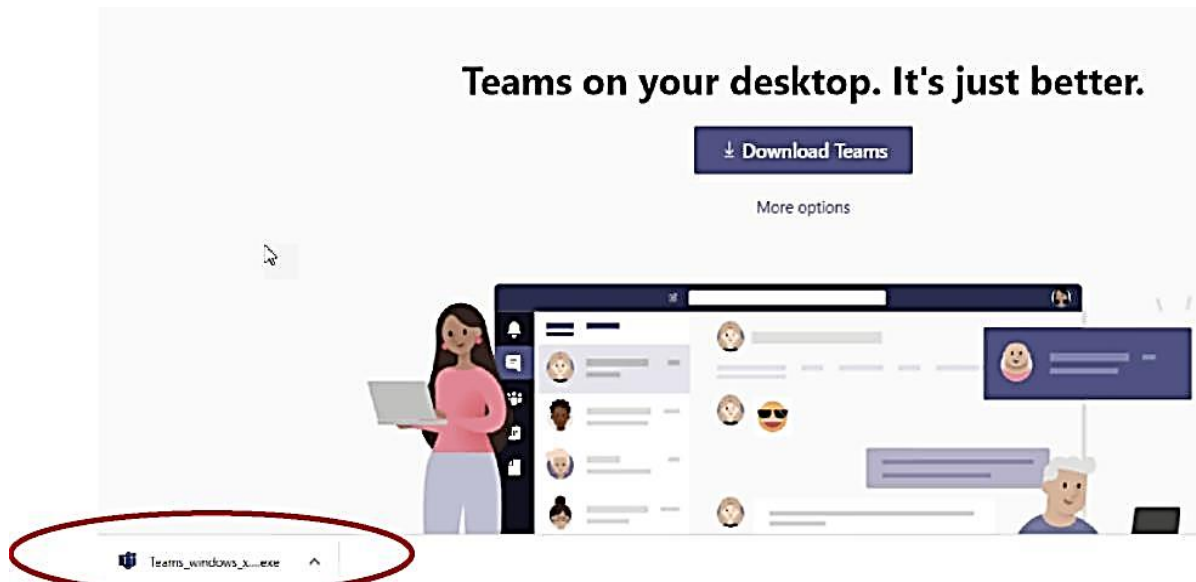 Teams on your desktop. It's just better.
Download Teams
More options
Teams_windows_x....exe